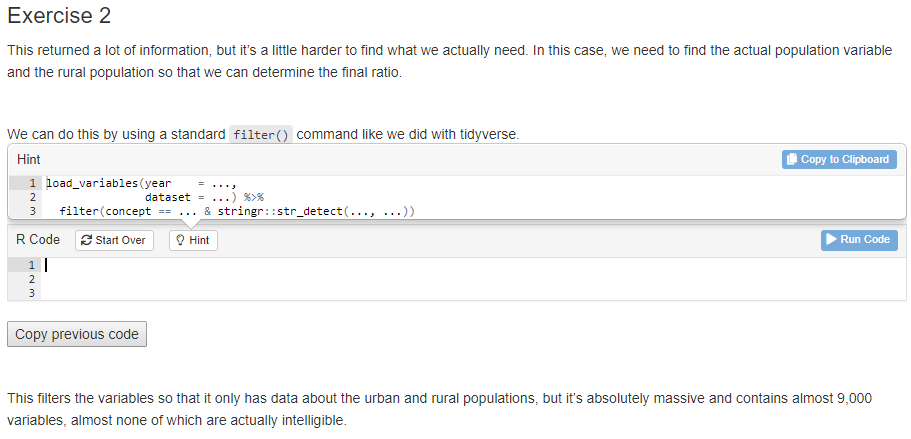 Exercise 2
This returned a lot of information, but it's a little harder to find what we actually need. In this case, we need to find the actual population variable
and the rural population so that we can determine the final ratio.
We can do this by using a standard filter() command like we did with tidyverse.
Hint
Copy to Clipboard
1 load_variables(year    = ...,
2                dataset = ...) %>%
3   filter(concept == ... & stringr::str_detect(..., ...))
R Code Start Over Hint Run Code
1
2
3
Copy previous code
This filters the variables so that it only has data about the urban and rural populations, but it's absolutely massive and contains almost 9,000
variables, almost none of which are actually intelligible.